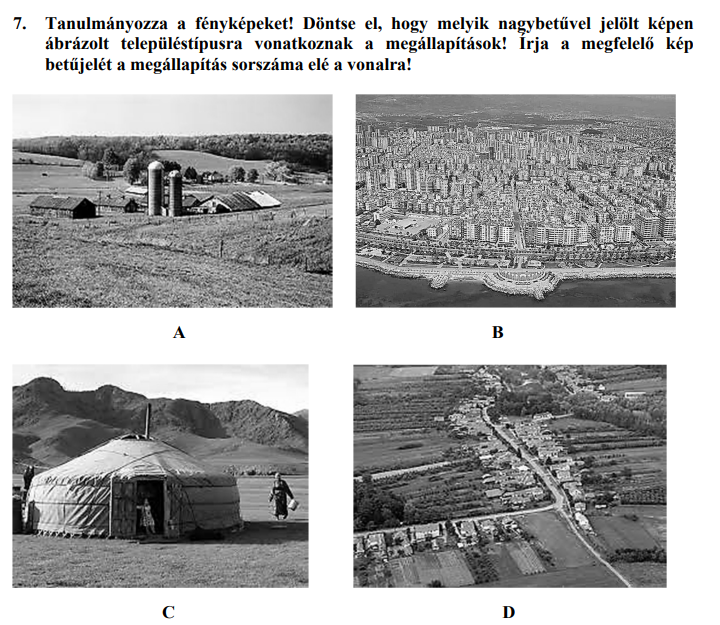 7. Tanulmányozza a fényképeket! Döntse el, hogy melyik nagybetűvel jelölt képen
ábrázolt településtípusra vonatkoznak a megállapítások! Írja a megfelelő kép
betűjelét a megállapítás sorszáma elé a vonalra!
A
B
C
D